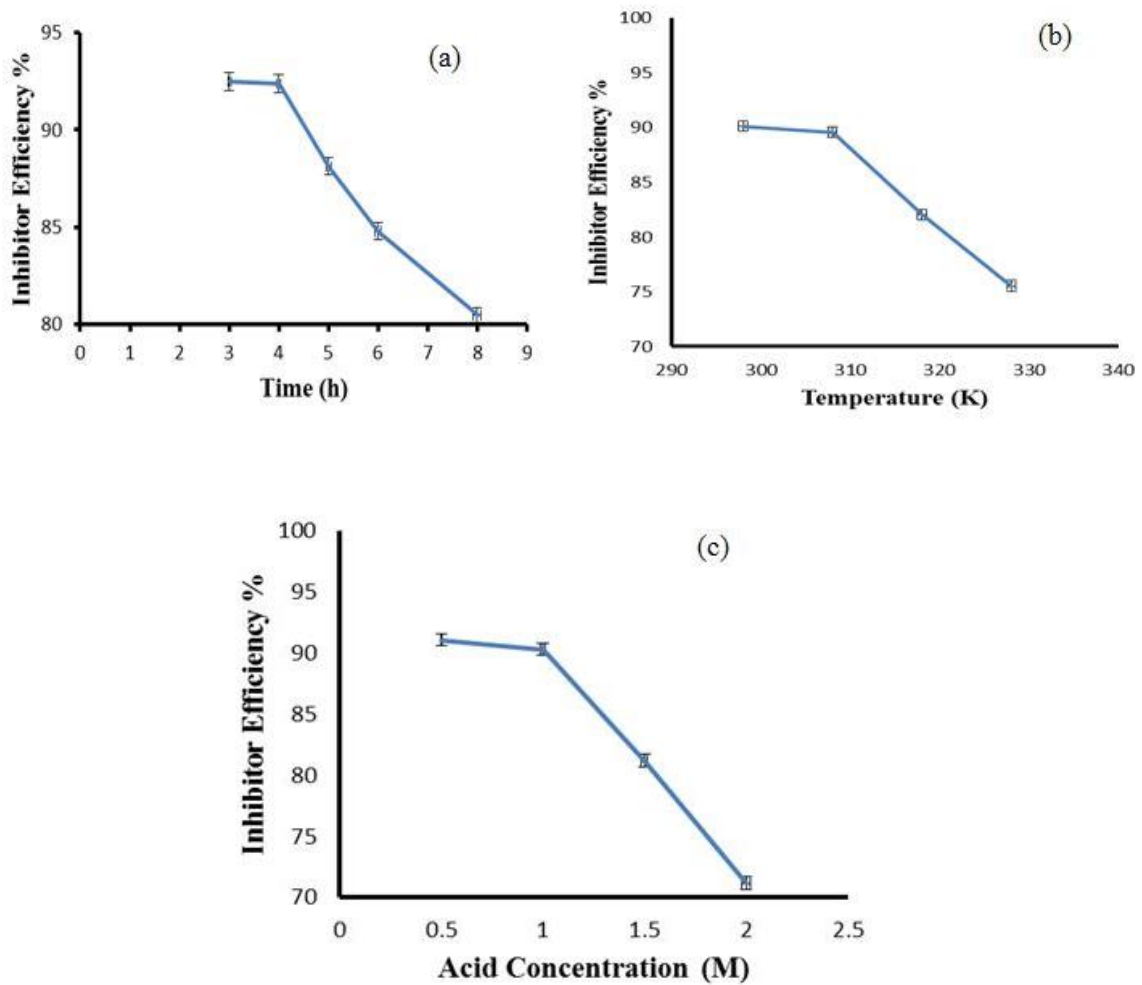 (a)
Inhibitor Efficiency %
95
90
85
80
0 1 2 3 4 5 6 7 8 9
Time (h)
(b)
Inhibitor Efficiency %
100
95
90
85
80
75
70
290 300 310 320 330 340
Temperature (K)
(c)
Inhibitor Efficiency %
100
95
90
85
80
75
70
0 0.5 1 1.5 2 2.5
Acid Concentration (M)